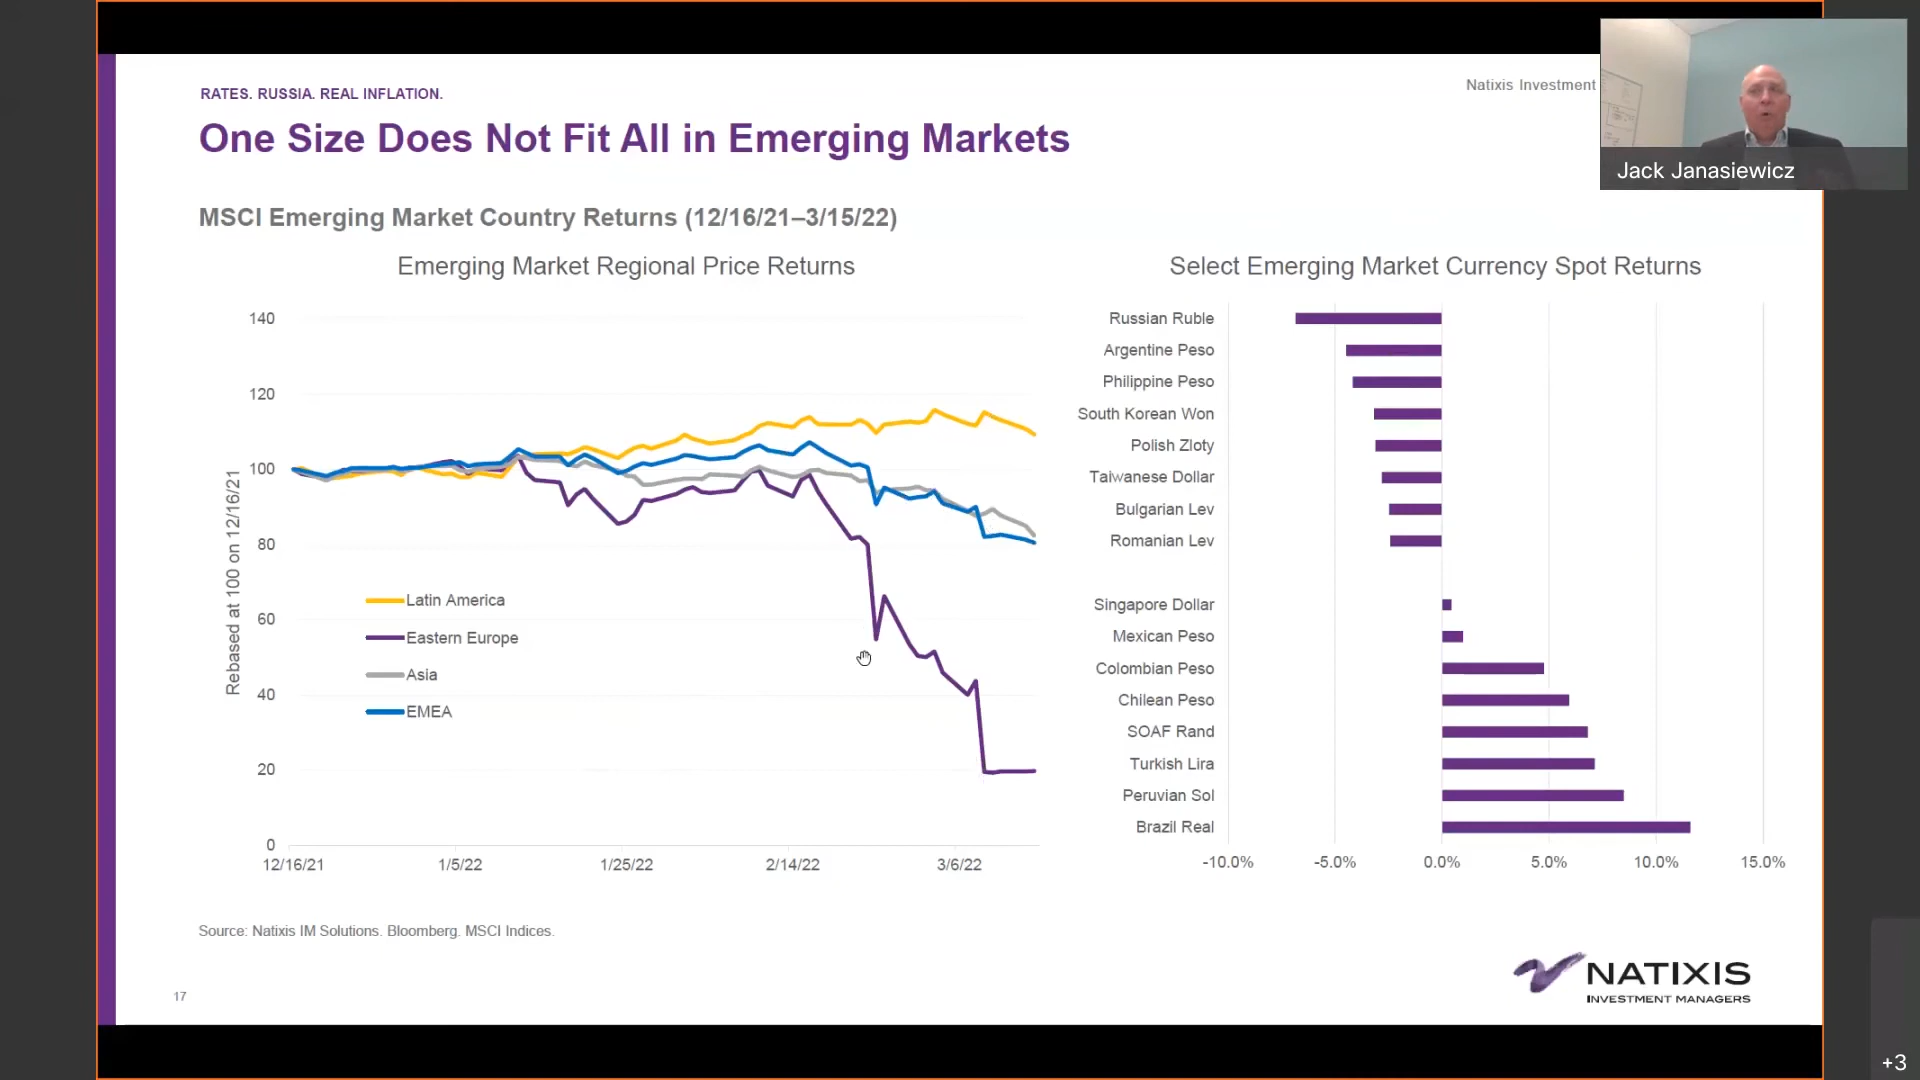 RATES. RUSSIA. REAL INFLATION.
Natixis Investment
One Size Does Not Fit All in Emerging Markets
Jack Janasiewicz
MSCI Emerging Market Country Returns (12/16/21–3/15/22)
Emerging Market Regional Price Returns
140
120
100
80
60
40
20
0
Rebased at 100 on 12/16/21
Latin America
Eastern Europe
Asia
EMEA
12/16/21 1/5/22 1/25/22 2/14/22 3/6/22
Select Emerging Market Currency Spot Returns
Russian Ruble
Argentine Peso
Philippine Peso
South Korean Won
Polish Zloty
Taiwanese Dollar
Bulgarian Lev
Romanian Lev
Singapore Dollar
Mexican Peso
Colombian Peso
Chilean Peso
SOAF Rand
Turkish Lira
Peruvian Sol
Brazil Real
-10.0% -5.0% 0.0% 5.0% 10.0% 15.0%
Source: Natixis IM Solutions. Bloomberg. MSCI Indices.
17
NATIXIS
INVESTMENT MANAGERS
+3